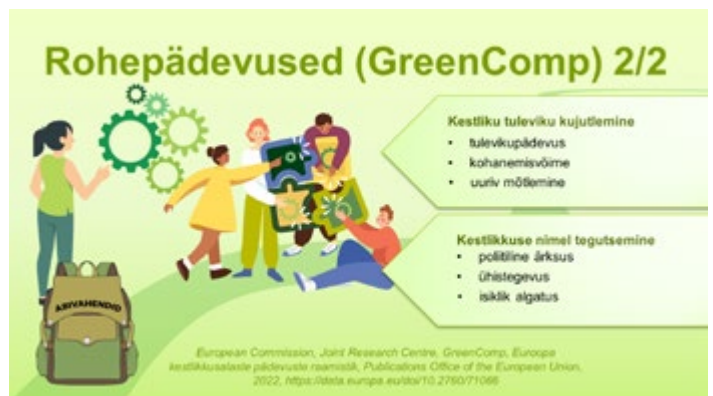 Rohepädevused (GreenComp) 2/2
Kestliku tuleviku kujutlemine
• tulevikupädevus
• kohanemisvõime
• uuriv mõtlemine
Kestlikkuse nimel tegutsemine
• poliitiline ärksus
• ühistegevus
• isiklik algatus
ABIVAHENDID
European Commission, Joint Research Centre, GreenComp, Euroopa
kestlikkusalaste pädevuste raamistik, Publications Office of the European Union,
2022, https://data.europa.eu/doi/10.2760/71066